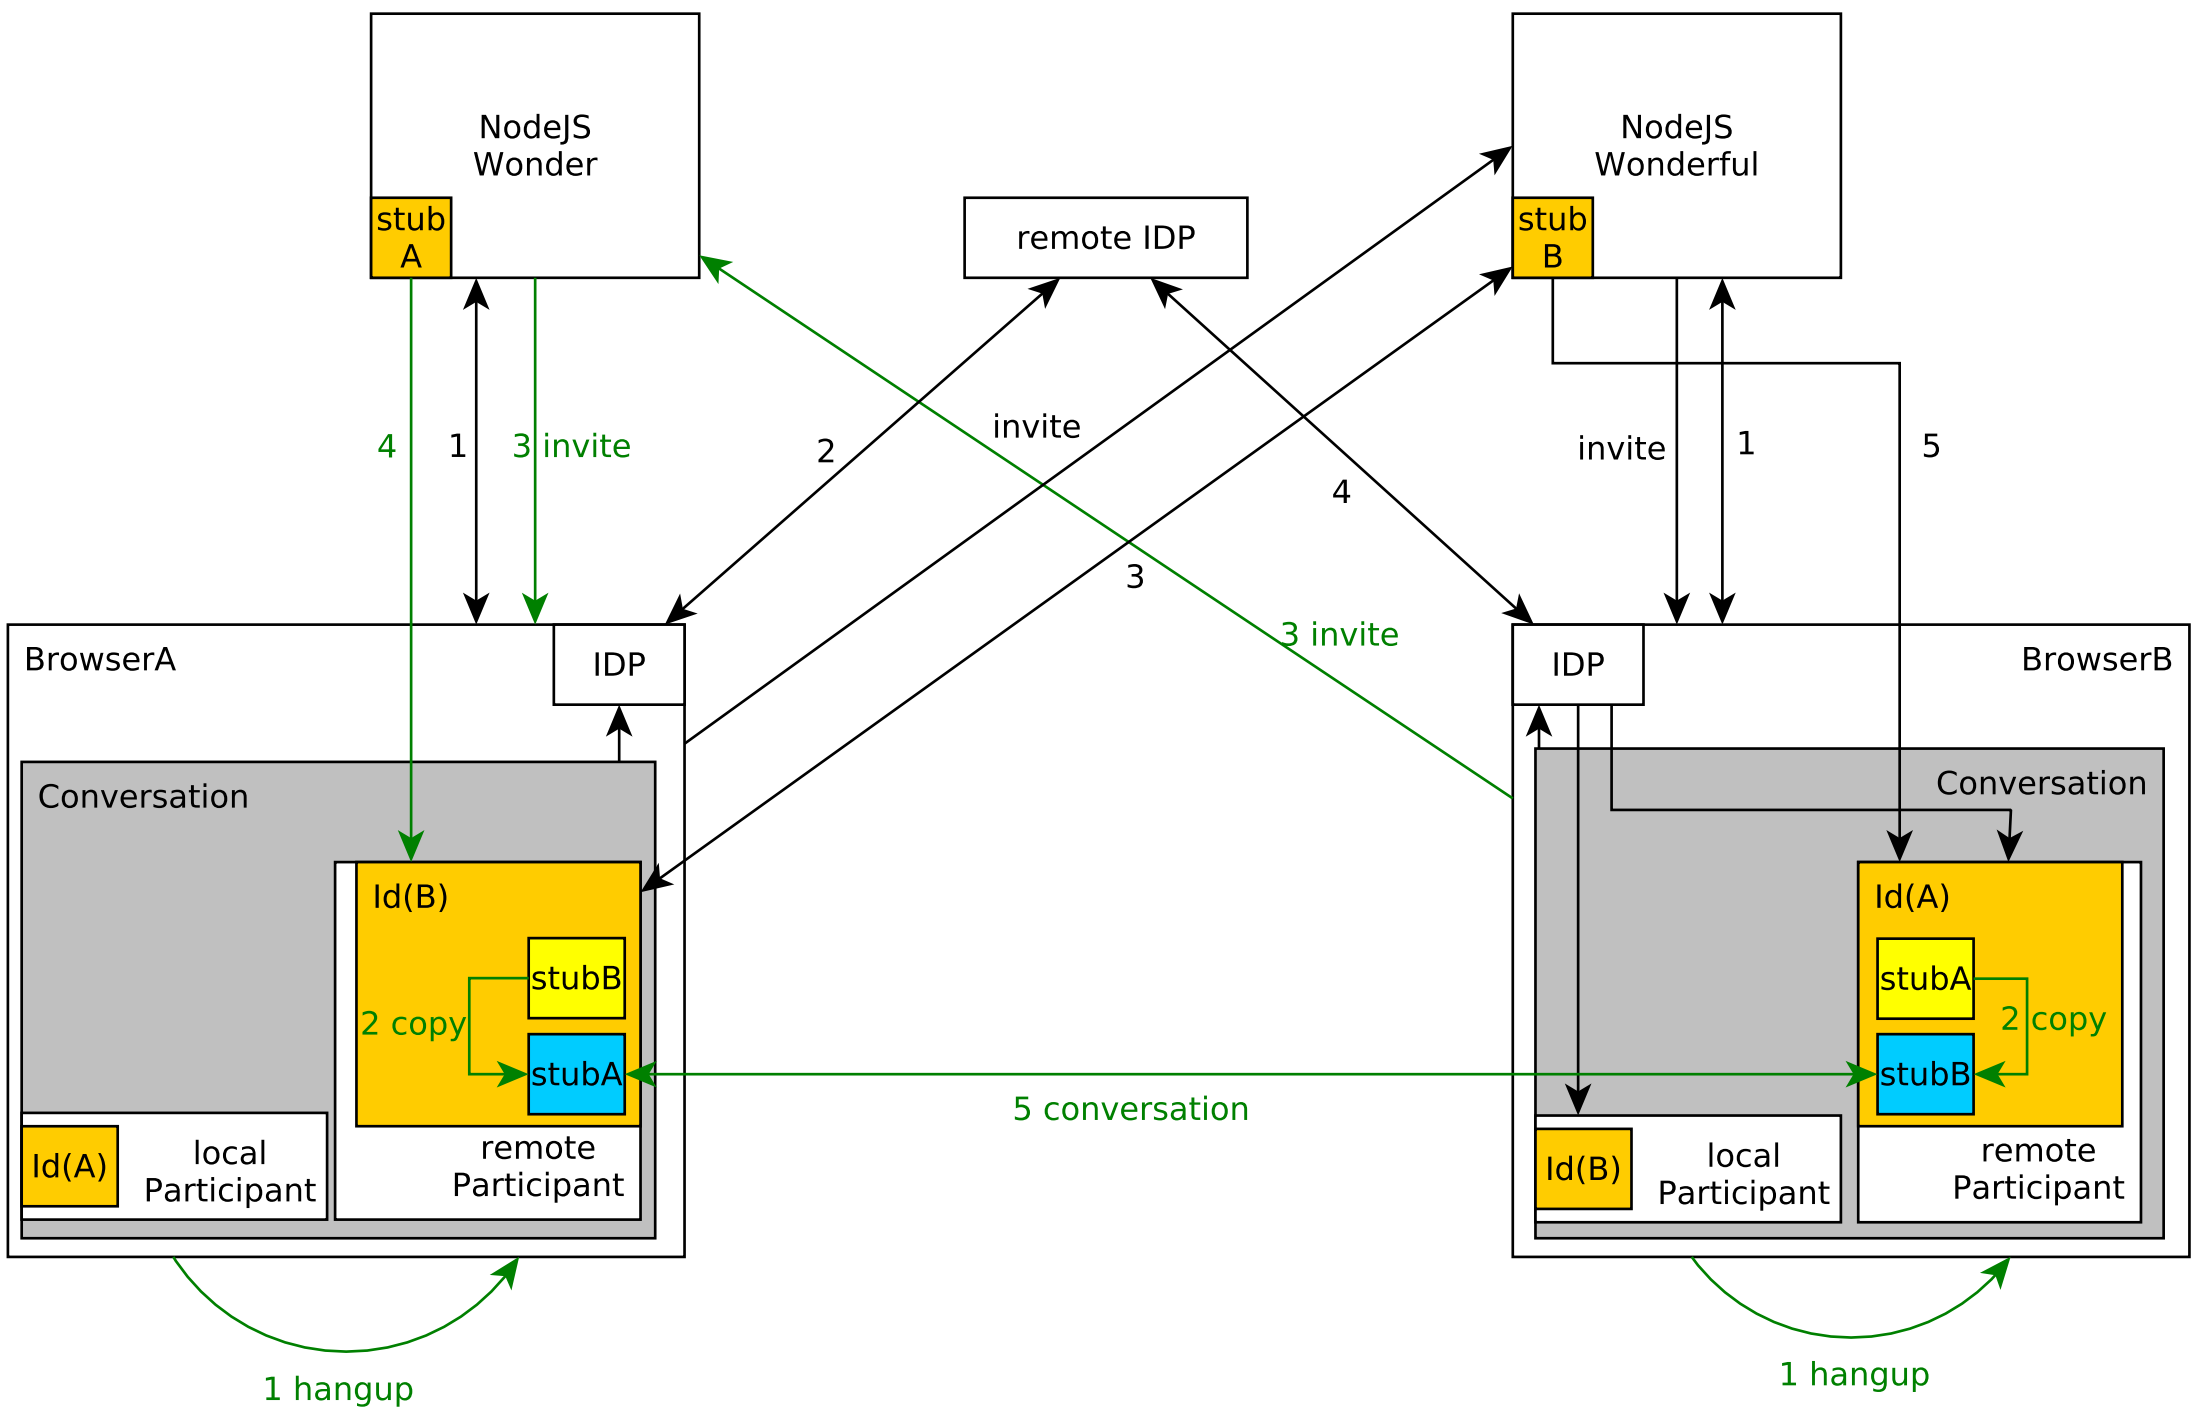 NodeJS
Wonder
NodeJS
Wonderful
stub
A
remote IDP
stub
B
invite
4
1
3 invite
2
invite
1
5
4
3
3 invite
BrowserA
IDP
IDP
BrowserB
Conversation
Conversation
Id(B)
Id(A)
stubB
stubA
2 copy
2 copy
stubA
stubB
5 conversation
Id(A)
local
Participant
remote
Participant
Id(B)
local
Participant
remote
Participant
1 hangup
1 hangup